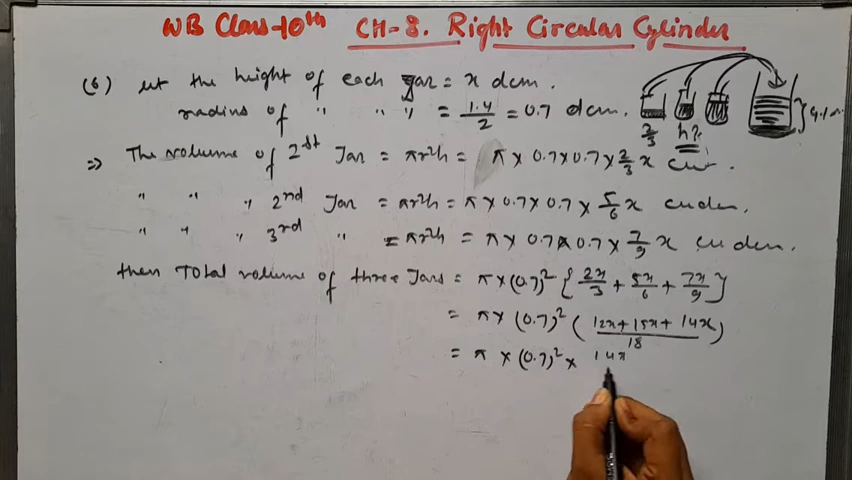 WB Class-10th CH-8. Right Circular Cylinder
(6) let the height of each Jar = x dcm.
radius of " " " = 1.4/2 = 0.7 dcm.
2/3 h?
⇒ The volume of 2st Jar = πr²h = π × 0.7×0.7 × 2/3 x
" " " 2nd Jar = πr²h = π × 0.7× 0.7 × 5/6 x cu dcm.
" " " 3rd " = πr²h = π × 0.7×0.7 × 7/9 x cu dcm.
then Total volume of three Jars = π×(0.7)² { 2x/3 + 5x/6 + 7x/9 }
= π× (0.7)² ( 12x+15x+14x / 18 )
= π × (0.7)² × 14x